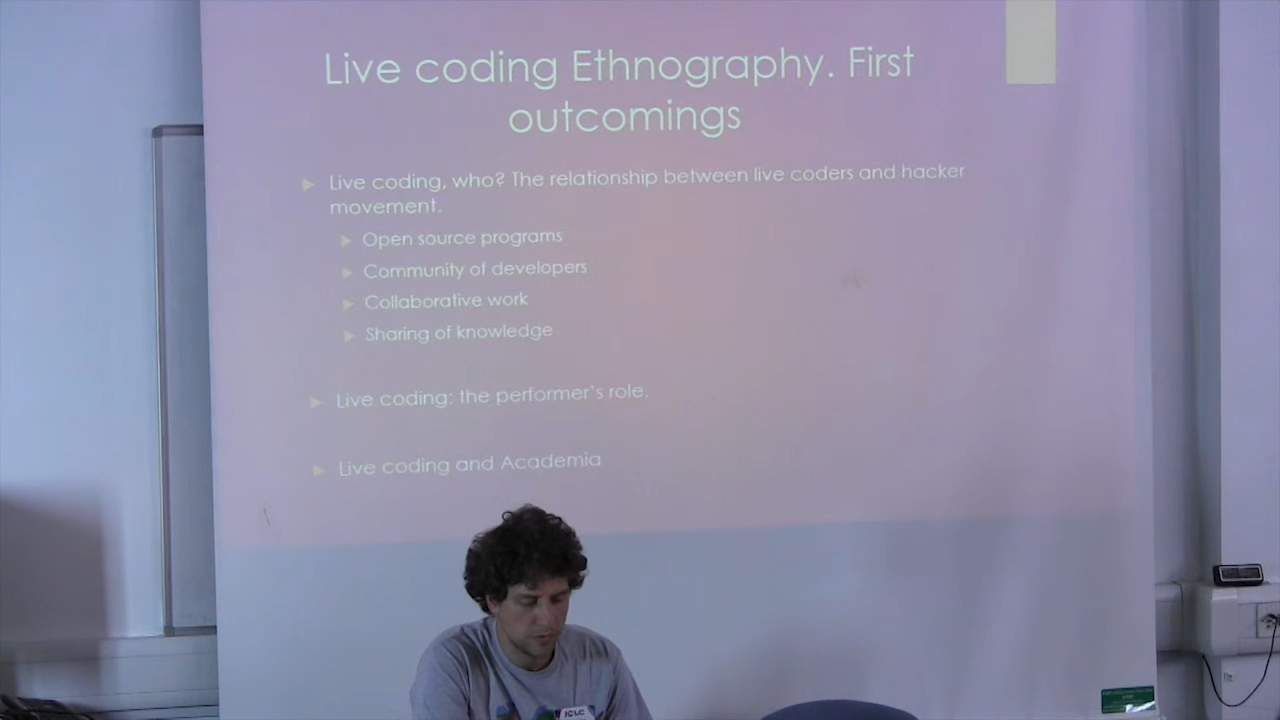 Live coding Ethnography. First
outcomings
Live coding, who? The relationship between live coders and hacker
movement.
Open source programs
Community of developers
Collaborative work
Sharing of knowledge
Live coding: the performer's role.
Live coding and Academia
ICLC